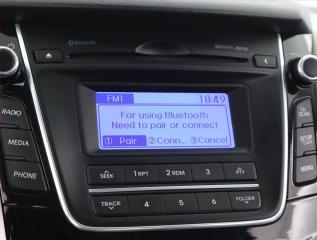 Bluetooth
FM1 18:49
For using Bluetooth
Need to pair or connect
① Pair ②Conn... ③Cancel
RADIO
MEDIA
PHONE
SEEK 1 RPT 2 RDM 3
TRACK 4 5 6 FOLDER
SCAN
SETUP
MENU